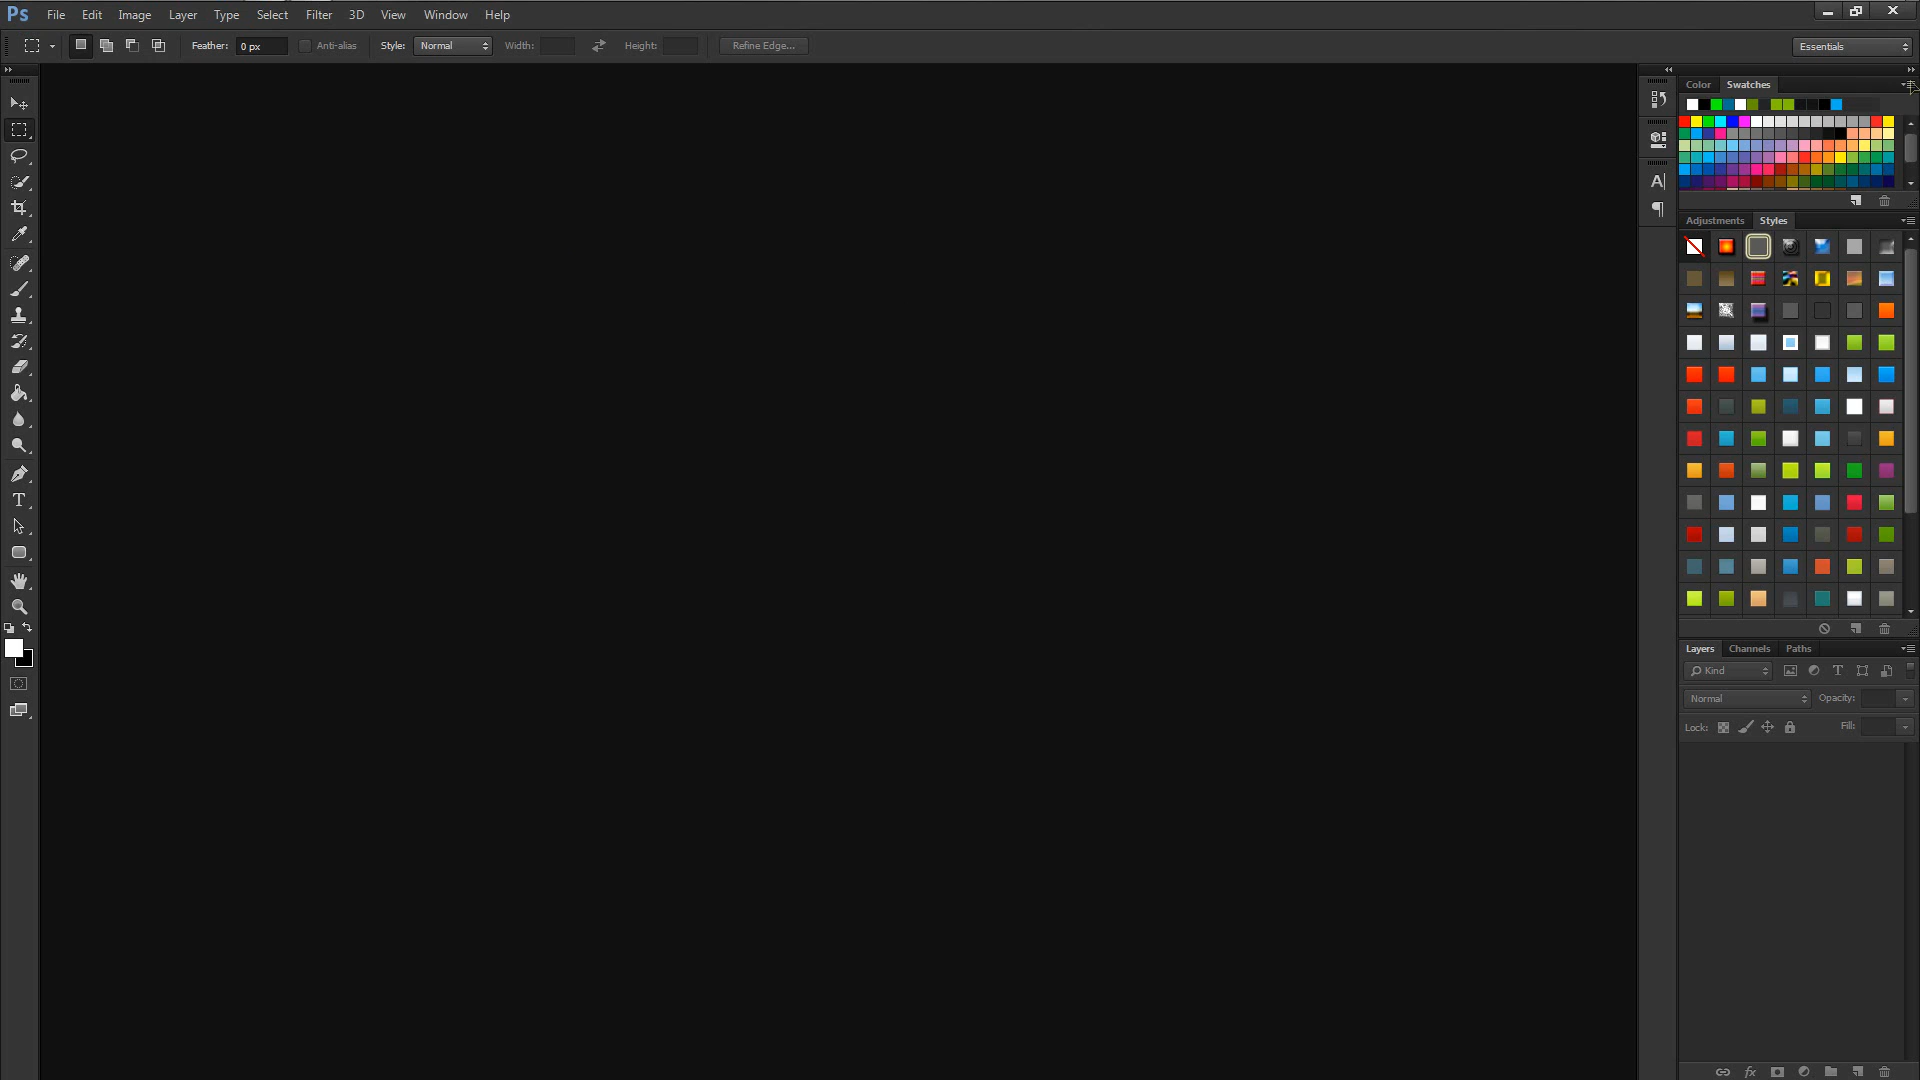 Ps File Edit Image Layer Type Select Filter 3D View Window Help
Feather: 0 px Anti-alias Style: Normal Width: Height: Refine Edge... Essentials
Color Swatches
A|
Adjustments Styles
T
Layers Channels Paths
Kind T
Normal Opacity:
Lock: Fill:
fx